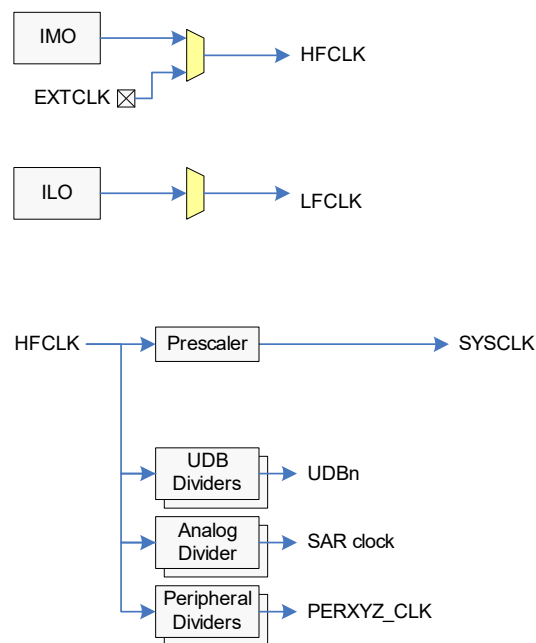 IMO
HFCLK
EXTCLK
ILO
LFCLK
HFCLK
Prescaler
SYSCLK
UDB
Dividers
UDBn
Analog
Divider
SAR clock
Peripheral
Dividers
PERXYZ_CLK